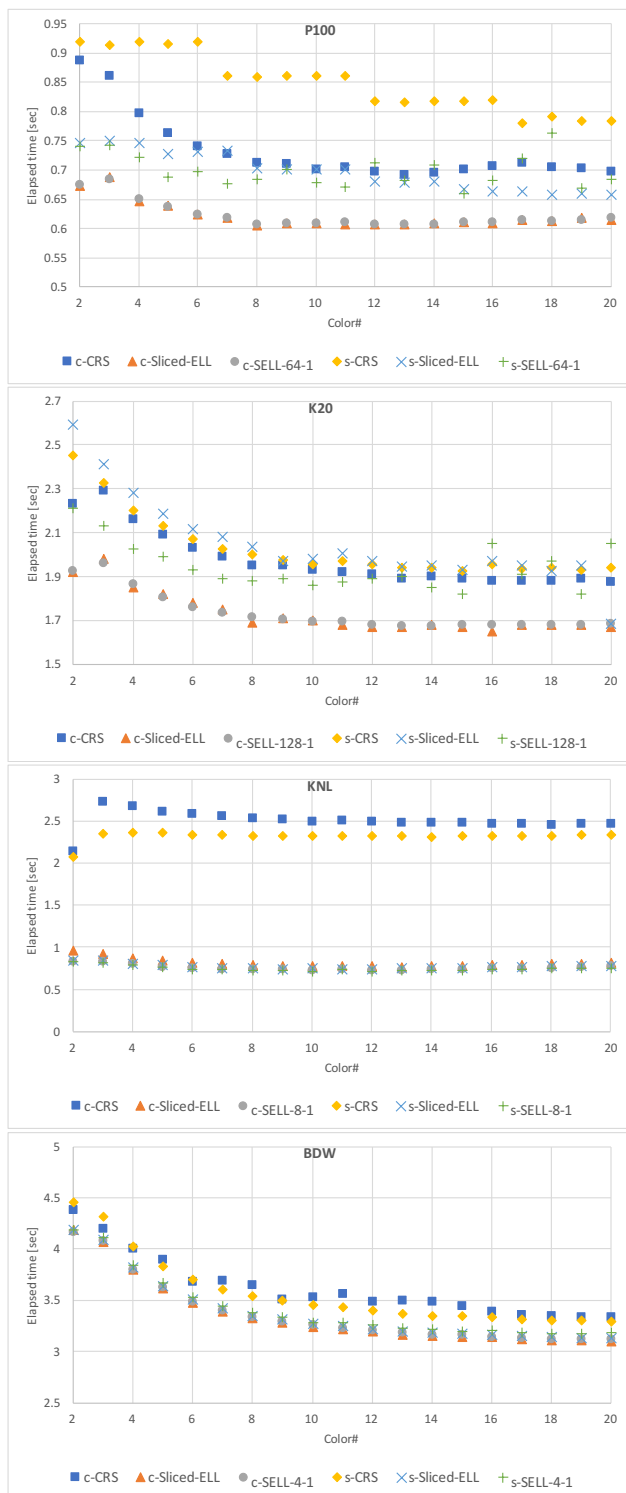 P100
0.95
0.9
0.85
0.8
0.75
0.7
0.65
0.6
0.55
0.5
Elapsed time [sec]
2 4 6 8 10 12 14 16 18 20
Color#
c-CRS c-Sliced-ELL c-SELL-64-1 s-CRS s-Sliced-ELL s-SELL-64-1
K20
2.7
2.5
2.3
2.1
1.9
1.7
1.5
Elapsed time [sec]
2 4 6 8 10 12 14 16 18 20
Color#
c-CRS c-Sliced-ELL c-SELL-128-1 s-CRS s-Sliced-ELL s-SELL-128-1
KNL
3
2.5
2
1.5
1
0.5
0
Elapsed time [sec]
2 4 6 8 10 12 14 16 18 20
Color#
c-CRS c-Sliced-ELL c-SELL-8-1 s-CRS s-Sliced-ELL s-SELL-8-1
BDW
5
4.5
4
3.5
3
2.5
Elapsed time [sec]
2 4 6 8 10 12 14 16 18 20
Color#
c-CRS c-Sliced-ELL c-SELL-4-1 s-CRS s-Sliced-ELL s-SELL-4-1